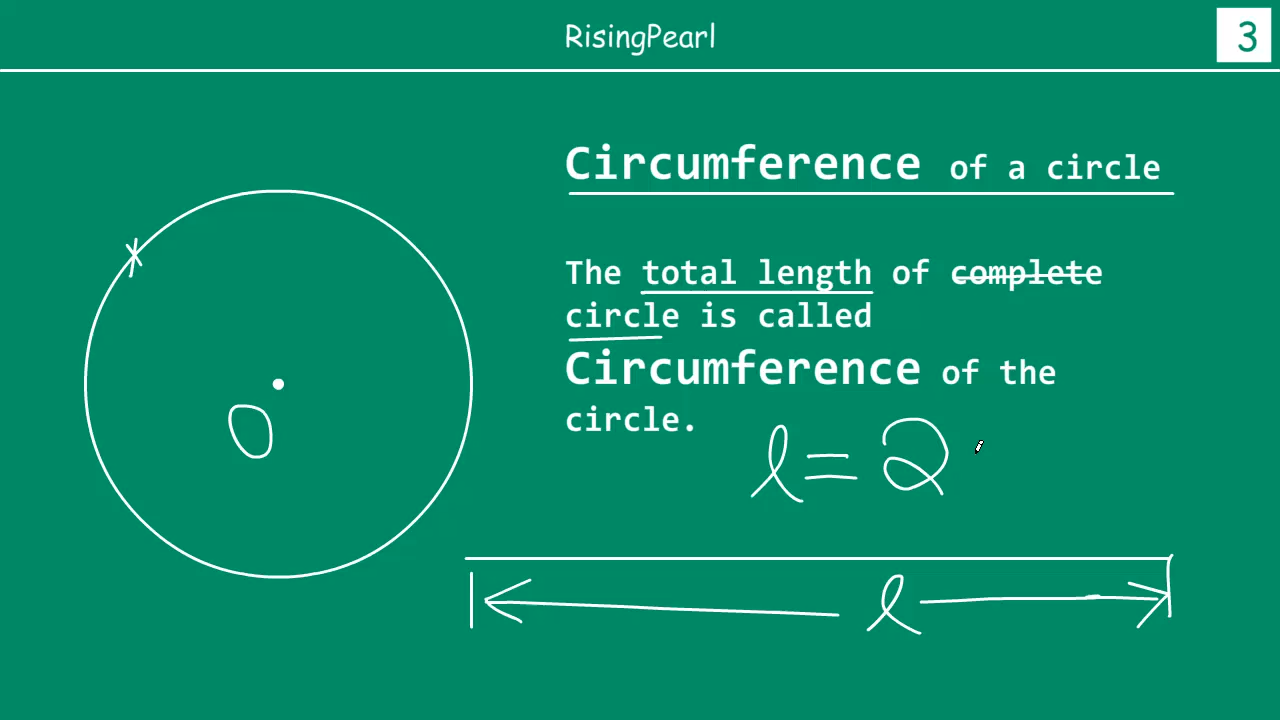 RisingPearl
3
Circumference of a circle
The total length of complete
circle is called
Circumference of the
circle.
l = 2
O
l